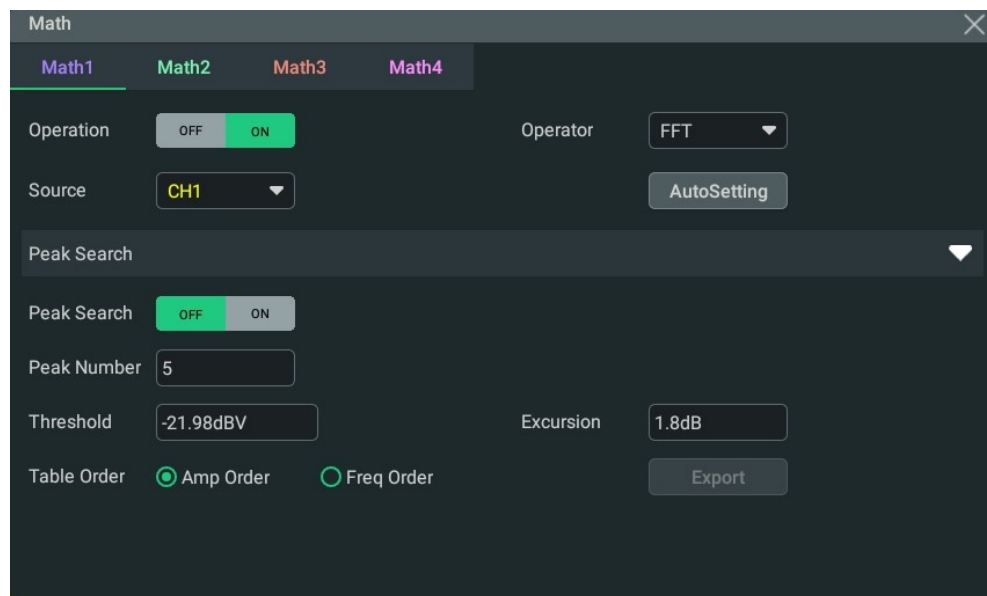 Math
Math1 Math2 Math3 Math4
Operation OFF ON Operator FFT
Source CH1 AutoSetting
Peak Search
Peak Search OFF ON
Peak Number 5
Threshold -21.98dBV Excursion 1.8dB
Table Order Amp Order Freq Order Export